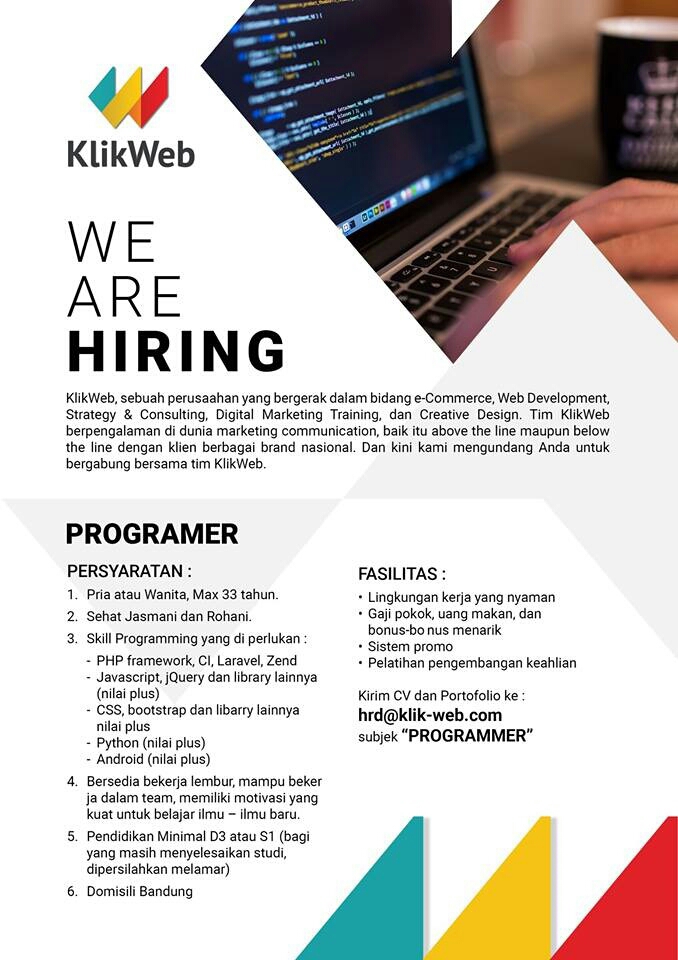 KlikWeb
WE
ARE
HIRING
KlikWeb, sebuah perusaahan yang bergerak dalam bidang e-Commerce, Web Development,
Strategy & Consulting, Digital Marketing Training, dan Creative Design. Tim KlikWeb
berpengalaman di dunia marketing communication, baik itu above the line maupun below
the line dengan klien berbagai brand nasional. Dan kini kami mengundang Anda untuk
bergabung bersama tim KlikWeb.
PROGRAMER
PERSYARATAN :
1. Pria atau Wanita, Max 33 tahun.
2. Sehat Jasmani dan Rohani.
3. Skill Programming yang di perlukan :
- PHP framework, CI, Laravel, Zend
- Javascript, jQuery dan library lainnya
(nilai plus)
- CSS, bootstrap dan libarry lainnya
nilai plus
- Python (nilai plus)
- Android (nilai plus)
4. Bersedia bekerja lembur, mampu beker
ja dalam team, memiliki motivasi yang
kuat untuk belajar ilmu – ilmu baru.
5. Pendidikan Minimal D3 atau S1 (bagi
yang masih menyelesaikan studi,
dipersilahkan melamar)
6. Domisili Bandung
FASILITAS :
• Lingkungan kerja yang nyaman
• Gaji pokok, uang makan, dan
bonus-bo nus menarik
• Sistem promo
• Pelatihan pengembangan keahlian
Kirim CV dan Portofolio ke :
hrd@klik-web.com
subjek “PROGRAMMER”